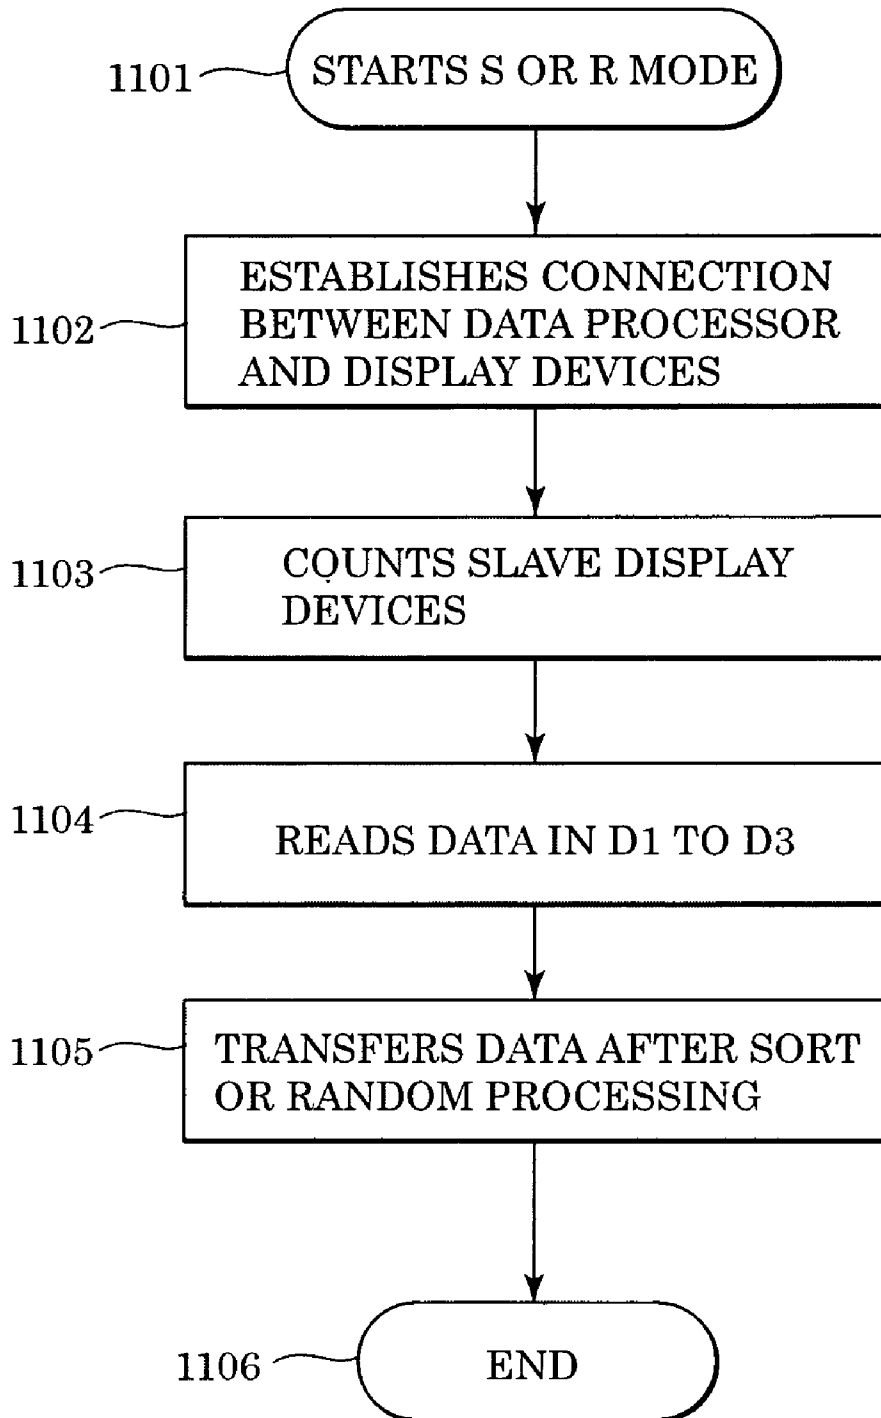 1101
STARTS S OR R MODE
1102
ESTABLISHES CONNECTION
BETWEEN DATA PROCESSOR
AND DISPLAY DEVICES
1103
COUNTS SLAVE DISPLAY
DEVICES
1104
READS DATA IN D1 TO D3
1105
TRANSFERS DATA AFTER SORT
OR RANDOM PROCESSING
1106
END